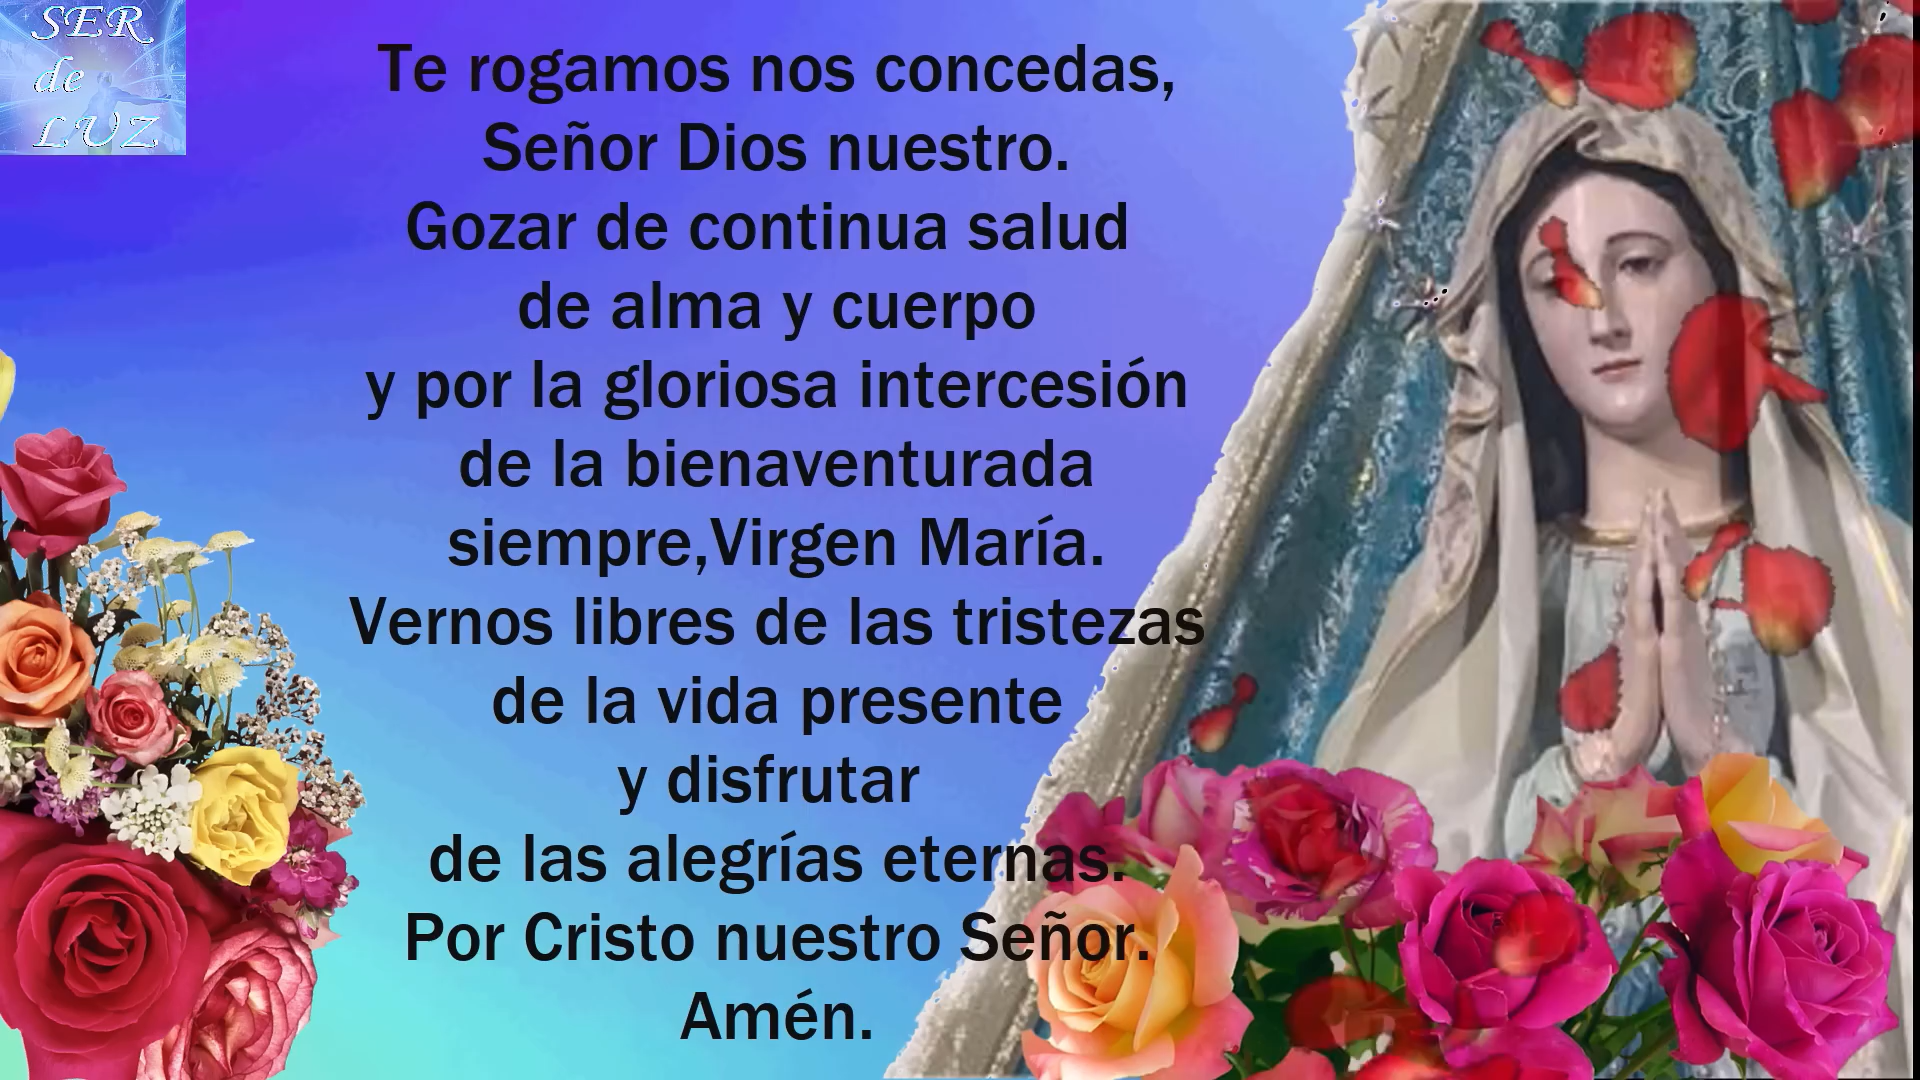 SER
de
LUZ
Te rogamos nos concedas,
Señor Dios nuestro.
Gozar de continua salud
de alma y cuerpo
y por la gloriosa intercesión
de la bienaventurada
siempre,Virgen María.
Vernos libres de las tristezas
de la vida presente
y disfrutar
de las alegrías eternas.
Por Cristo nuestro Señor.
Amén.